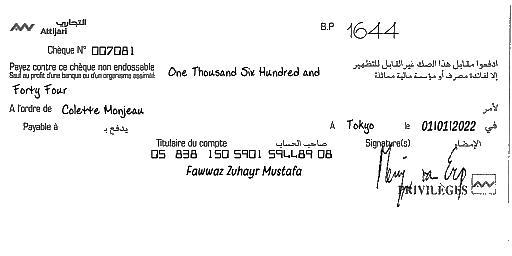 التجاري
Attijari
B.P 1644
Chèque N° 007081
Payez contre ce chèque non endossable
ادفعوا مقابل هذا الصك غير القابل للتظهير
Sauf au profit d'une banque ou d'un organisme assimilé
One Thousand Six Hundred and
إلا لفائدة مصرف أو مؤسسة مالية مماثلة
Forty Four
A l'ordre de Colette Monjeau لأمر
Payable à يدفع بـ A Tokyo le 01/01/2022 في
Titulaire du compte صاحب الحساب Signature(s) الإمضاء
05 838 150 5901 594489 08
Fawwaz Zuhayr Mustafa
PRIVILÈGES